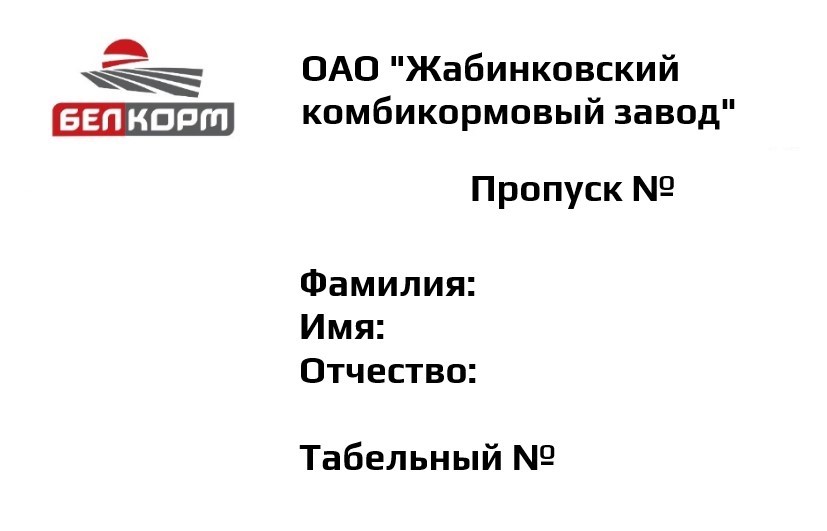 БЕЛКОРМ
ОАО "Жабинковский
комбикормовый завод"
Пропуск №
Фамилия:
Имя:
Отчество:
Табельный №